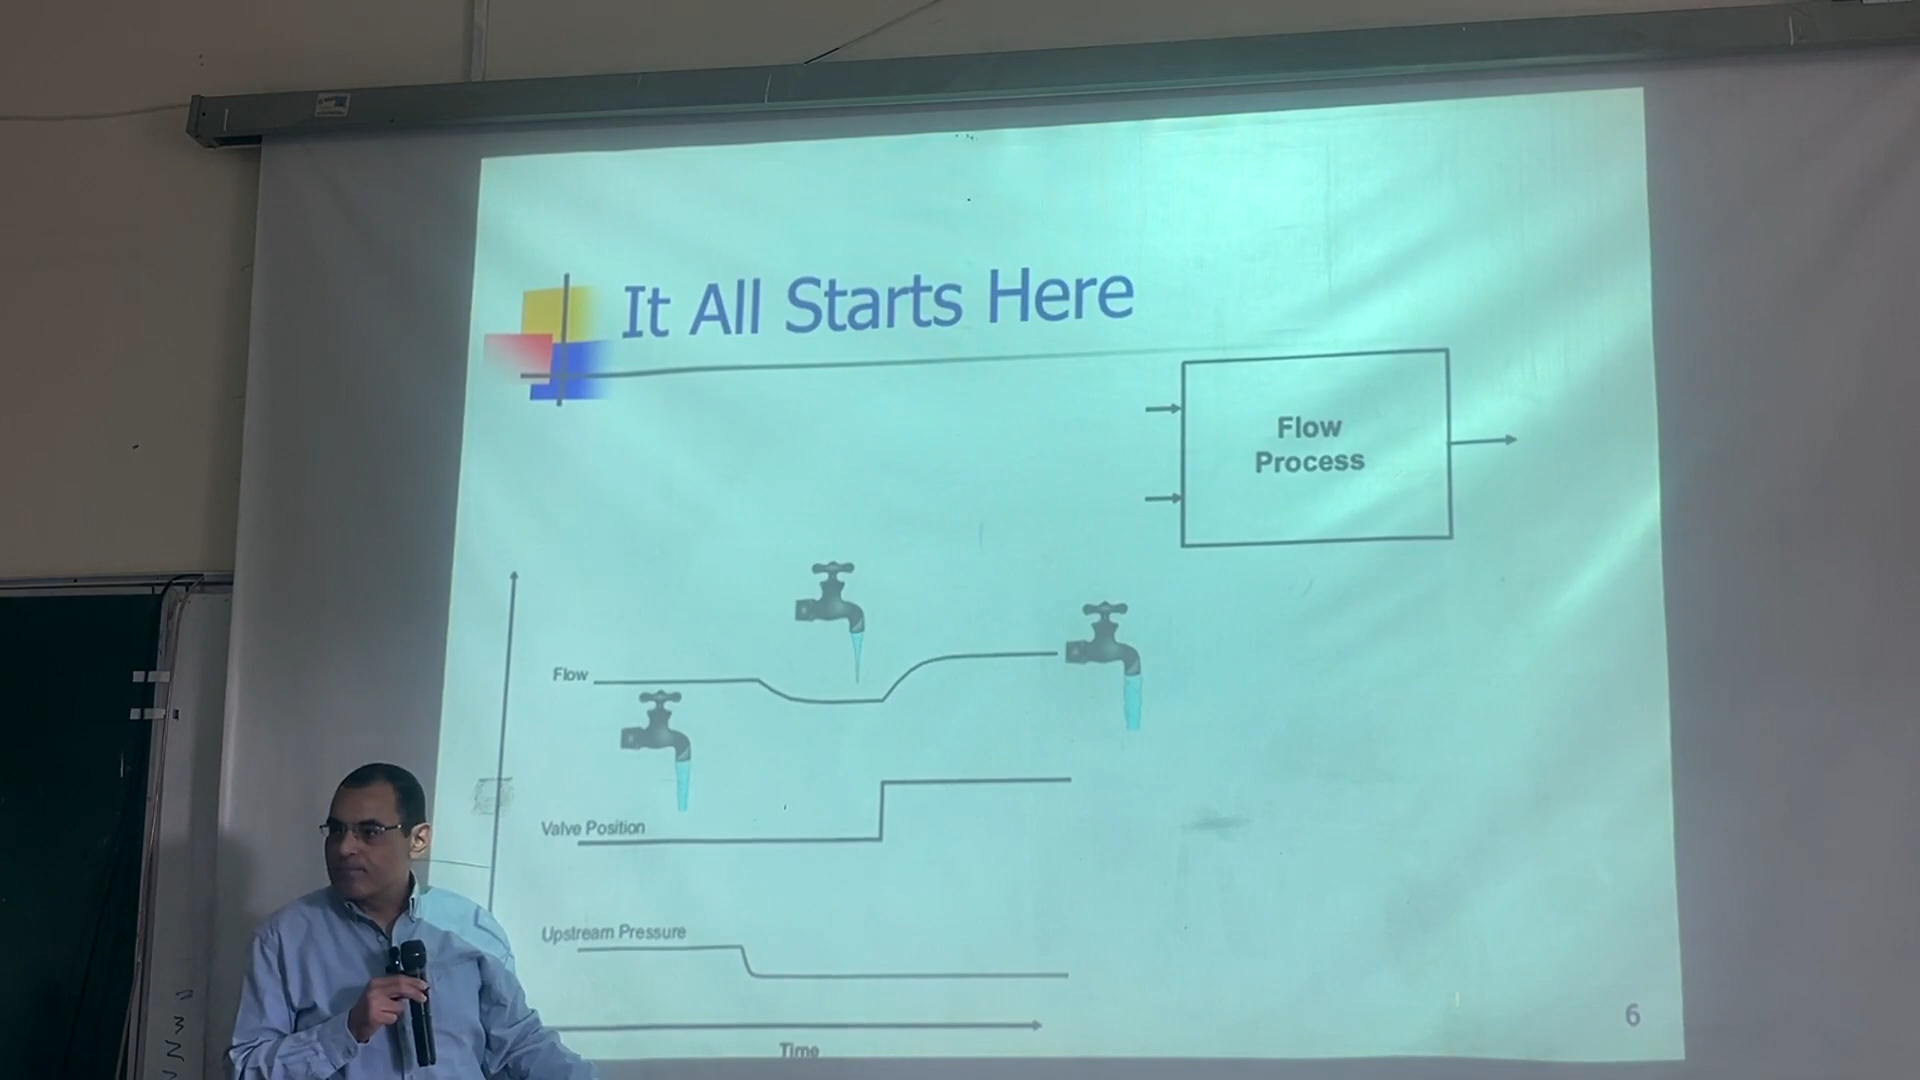 It All Starts Here
Flow
Process
Flow
Valve Position
Upstream Pressure
Time
6